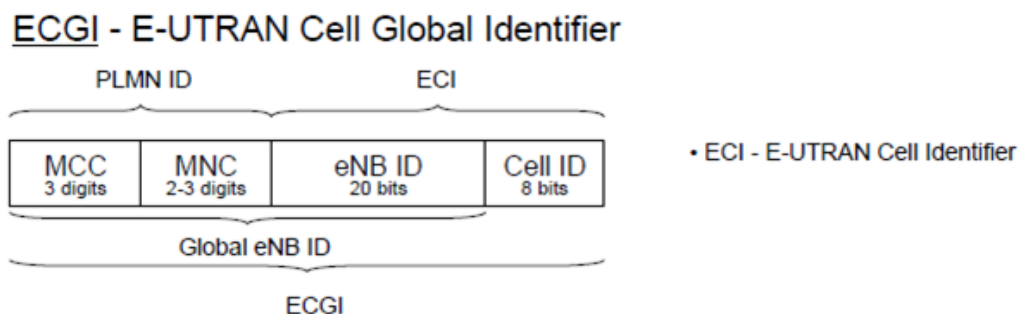 ECGI - E-UTRAN Cell Global Identifier
PLMN ID ECI
MCC MNC eNB ID Cell ID
3 digits 2-3 digits 20 bits 8 bits
• ECI - E-UTRAN Cell Identifier
Global eNB ID
ECGI